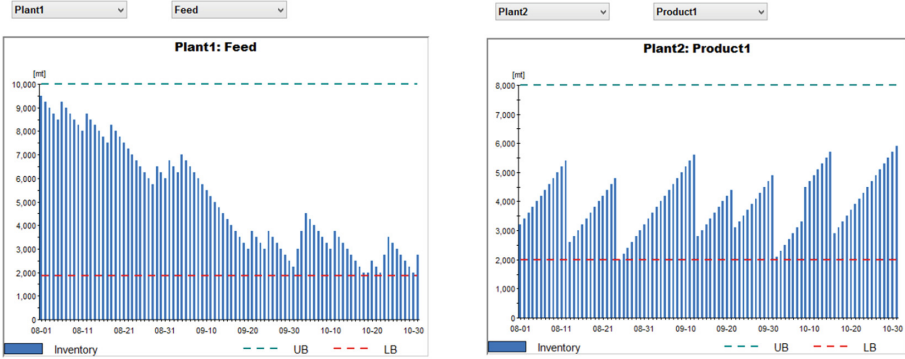 Plant1
Feed
Plant1: Feed
[mt]
10,000
9,000
8,000
7,000
6,000
5,000
4,000
3,000
2,000
1,000
0
08-01 08-11 08-21 08-31 09-10 09-20 09-30 10-10 10-20 10-30
Inventory UB LB
Plant2
Product1
Plant2: Product1
[mt]
8,000
7,000
6,000
5,000
4,000
3,000
2,000
1,000
0
08-01 08-11 08-21 08-31 09-10 09-20 09-30 10-10 10-20 10-30
Inventory UB LB